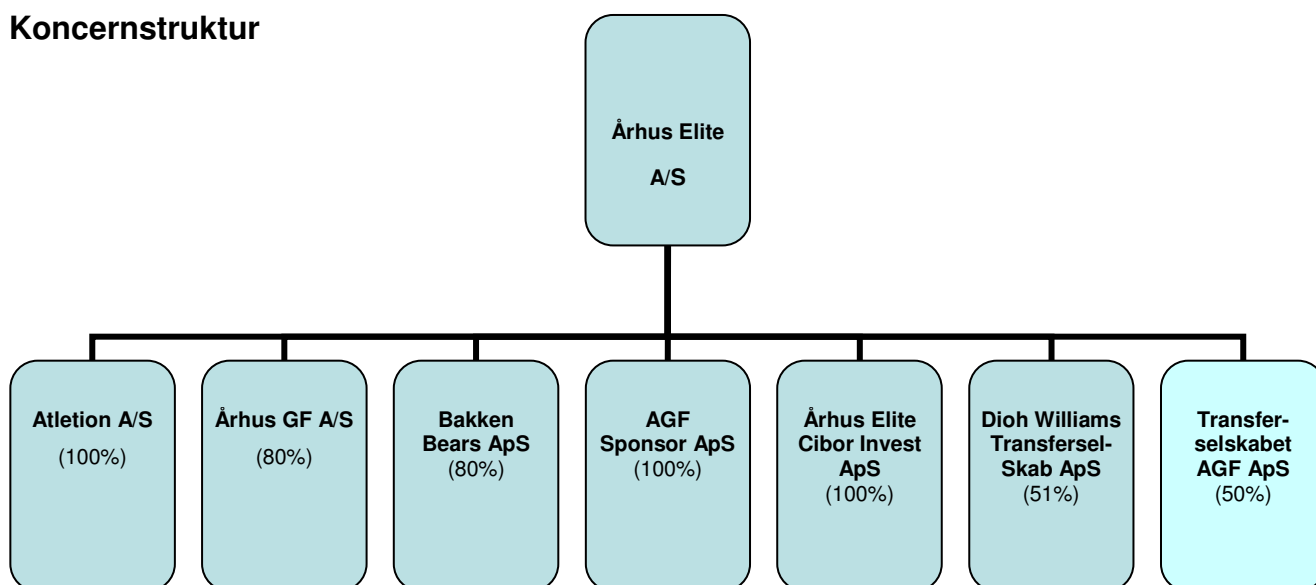 Koncernstruktur
Århus Elite
A/S
Atletion A/S
(100%)
Århus GF A/S
(80%)
Bakken
Bears ApS
(80%)
AGF
Sponsor ApS
(100%)
Århus Elite
Cibor Invest
ApS
(100%)
Dioh Williams
Transfersel-
Skab ApS
(51%)
Transfer-
selskabet
AGF ApS
(50%)